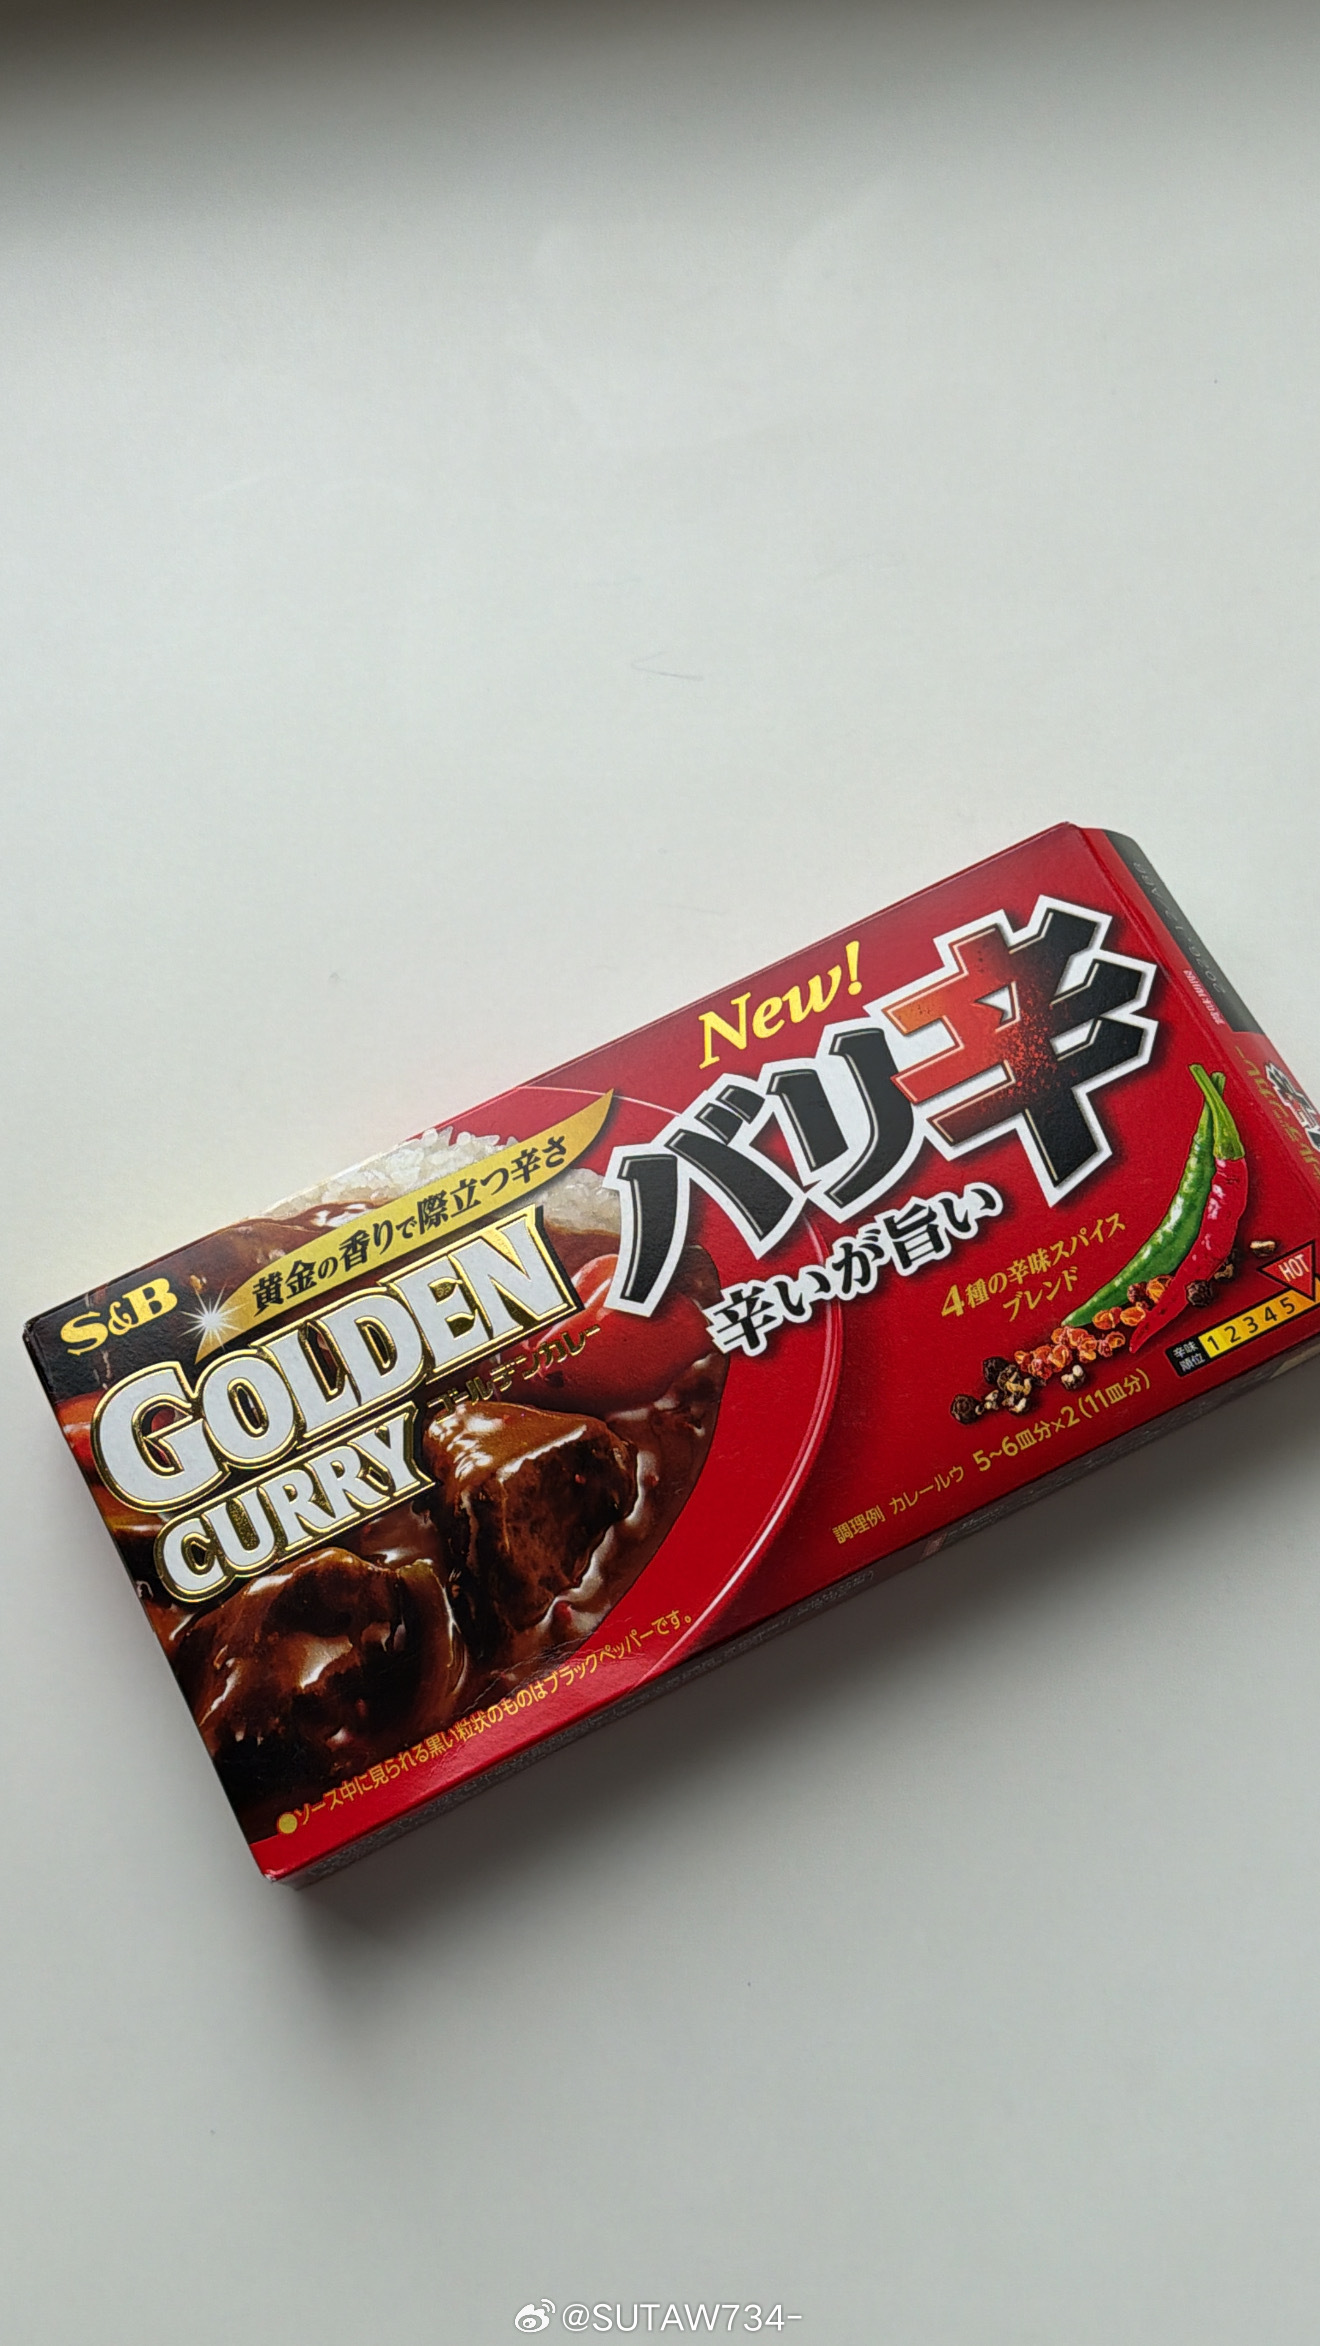 S&B
黄金の香りで際立つ辛さ
GOLDEN
CURRY
ゴールデンカレー
New!
バリ辛
辛いが旨い
4種の辛味スパイス
ブレンド
HOT
辛味
順位
1 2 3 4 5
調理例 カレールウ 5~6皿分×2(11皿分)
●ソース中に見られる黒い粒状のものはブラックペッパーです。
賞味期限
@SUTAW734-